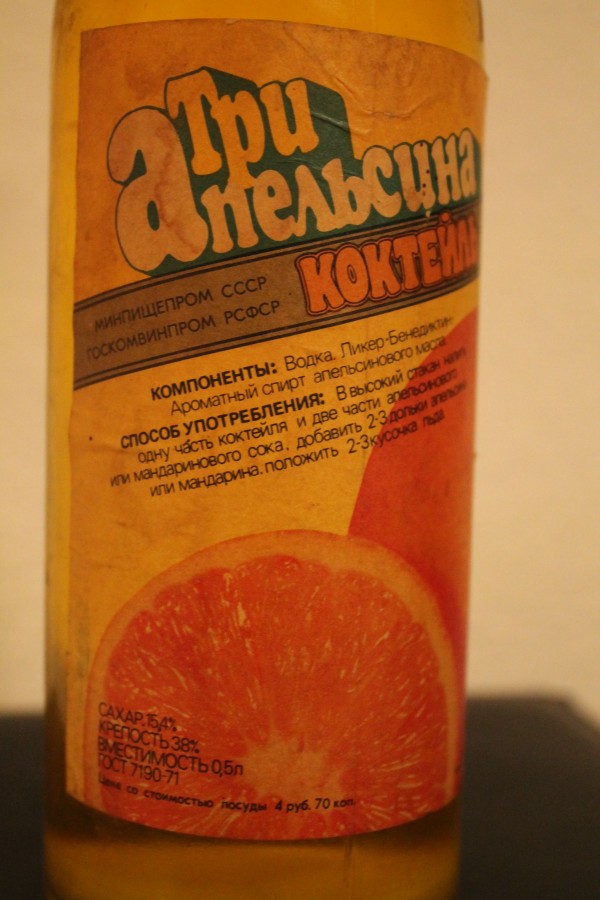 Три
апельсина
КОКТЕЙЛЬ
МИНПИЩЕПРОМ СССР
ГОСКОМВИНПРОМ РСФСР
КОМПОНЕНТЫ: Водка. Ликер-Бенедиктин
Ароматный спирт апельсинового масла.
СПОСОБ УПОТРЕБЛЕНИЯ: В высокий стакан налить
одну часть коктейля и две части апельсинового
или мандаринового сока, добавить 2-3 дольки апельсина
или мандарина, положить 2-3 кусочка льда.
САХАР 15,4%
КРЕПОСТЬ 38%
ВМЕСТИМОСТЬ 0,5л
ГОСТ 7190-71
Цена со стоимостью посуды 4 руб. 70 коп.